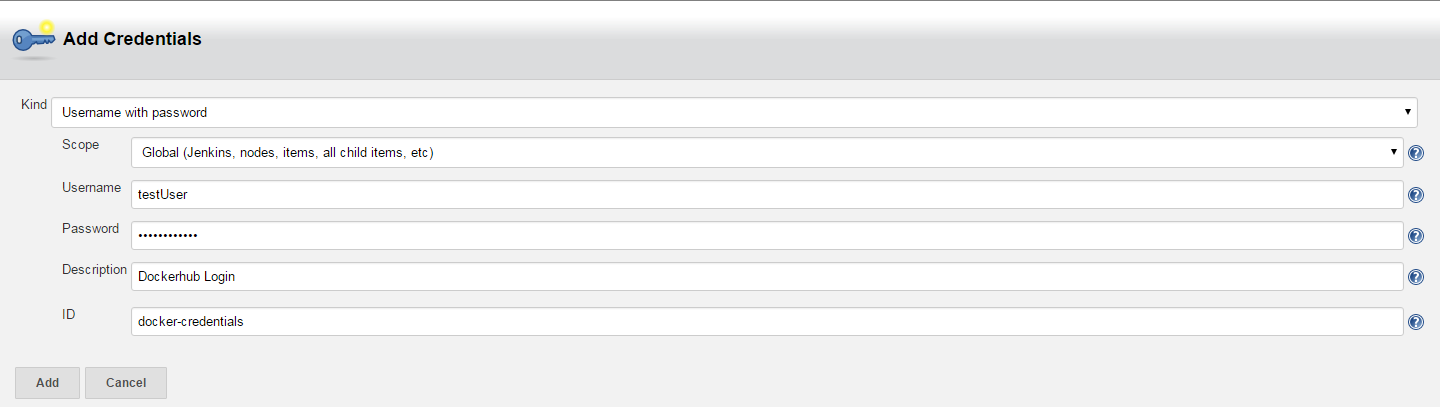 Add Credentials
Kind
Username with password
Scope
Global (Jenkins, nodes, items, all child items, etc)
Username
testUser
Password
••••••••••••
Description
Dockerhub Login
ID
docker-credentials
Add
Cancel